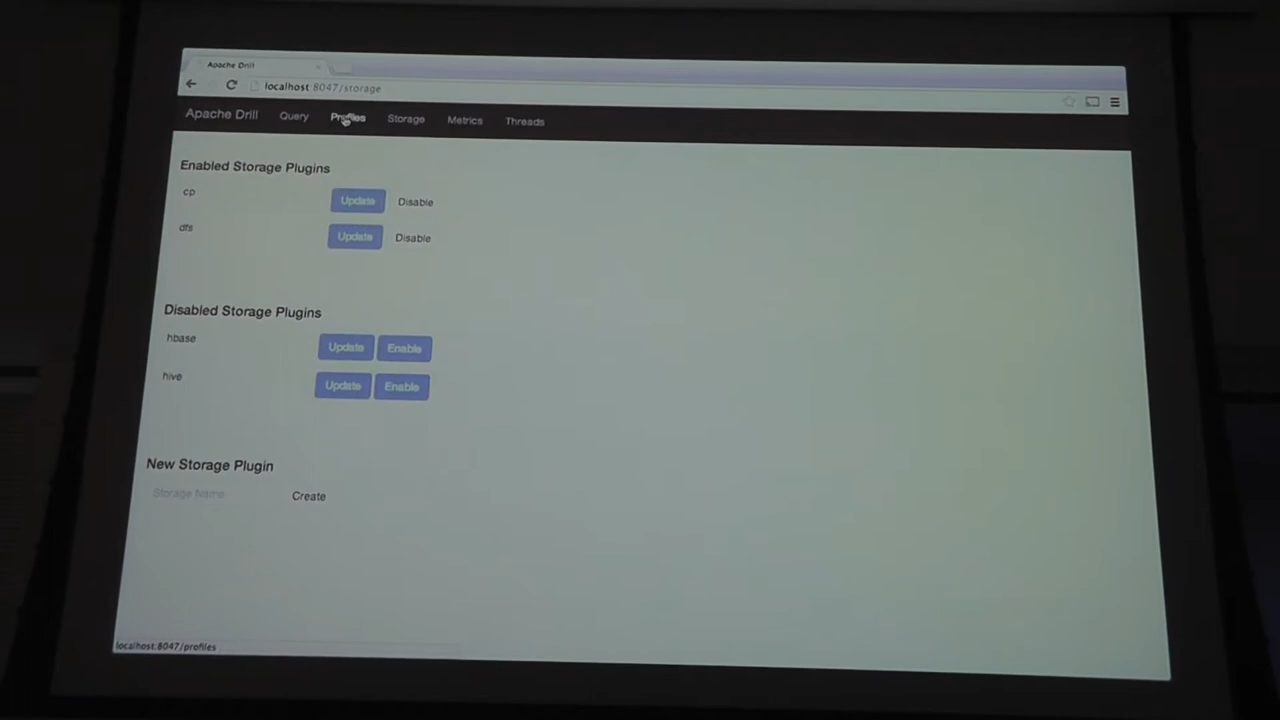 Apache Drill
localhost:8047/storage
Apache Drill Query Profiles Storage Metrics Threads
Enabled Storage Plugins
cp Update Disable
dfs Update Disable
Disabled Storage Plugins
hbase Update Enable
hive Update Enable
New Storage Plugin
Storage Name Create
localhost:8047/profiles